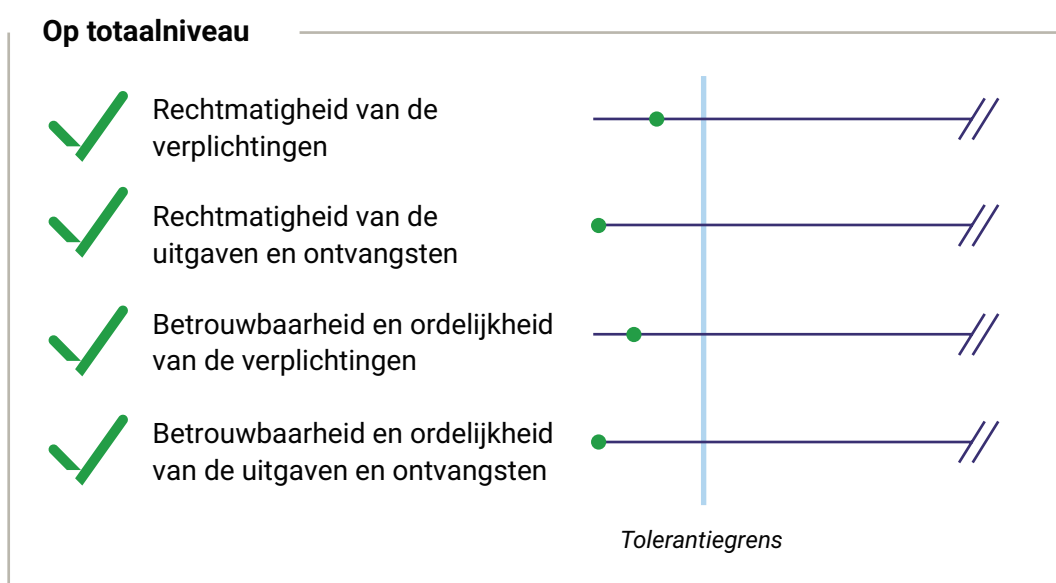 Op totaalniveau
Rechtmatigheid van de
verplichtingen
Rechtmatigheid van de
uitgaven en ontvangsten
Betrouwbaarheid en ordelijkheid
van de verplichtingen
Betrouwbaarheid en ordelijkheid
van de uitgaven en ontvangsten
Tolerantiegrens